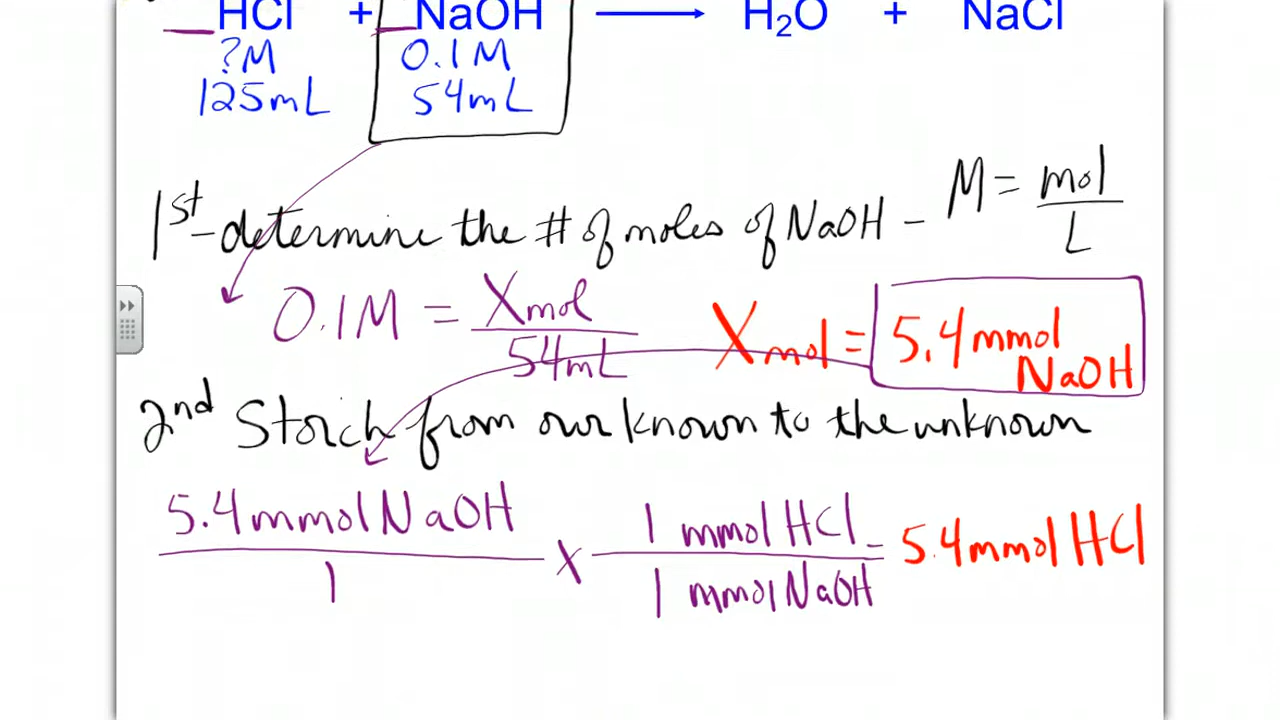 HCl + NaOH → H₂O + NaCl
?M 0.1M
125mL 54mL
1st - determine the # of moles of NaOH - M = mol/L
0.1M = Xmol/54mL Xmol = 5.4mmol NaOH
2nd Stoich from our known to the unknown
5.4mmol NaOH/1 x 1 mmol HCl/1 mmol NaOH = 5.4mmol HCl